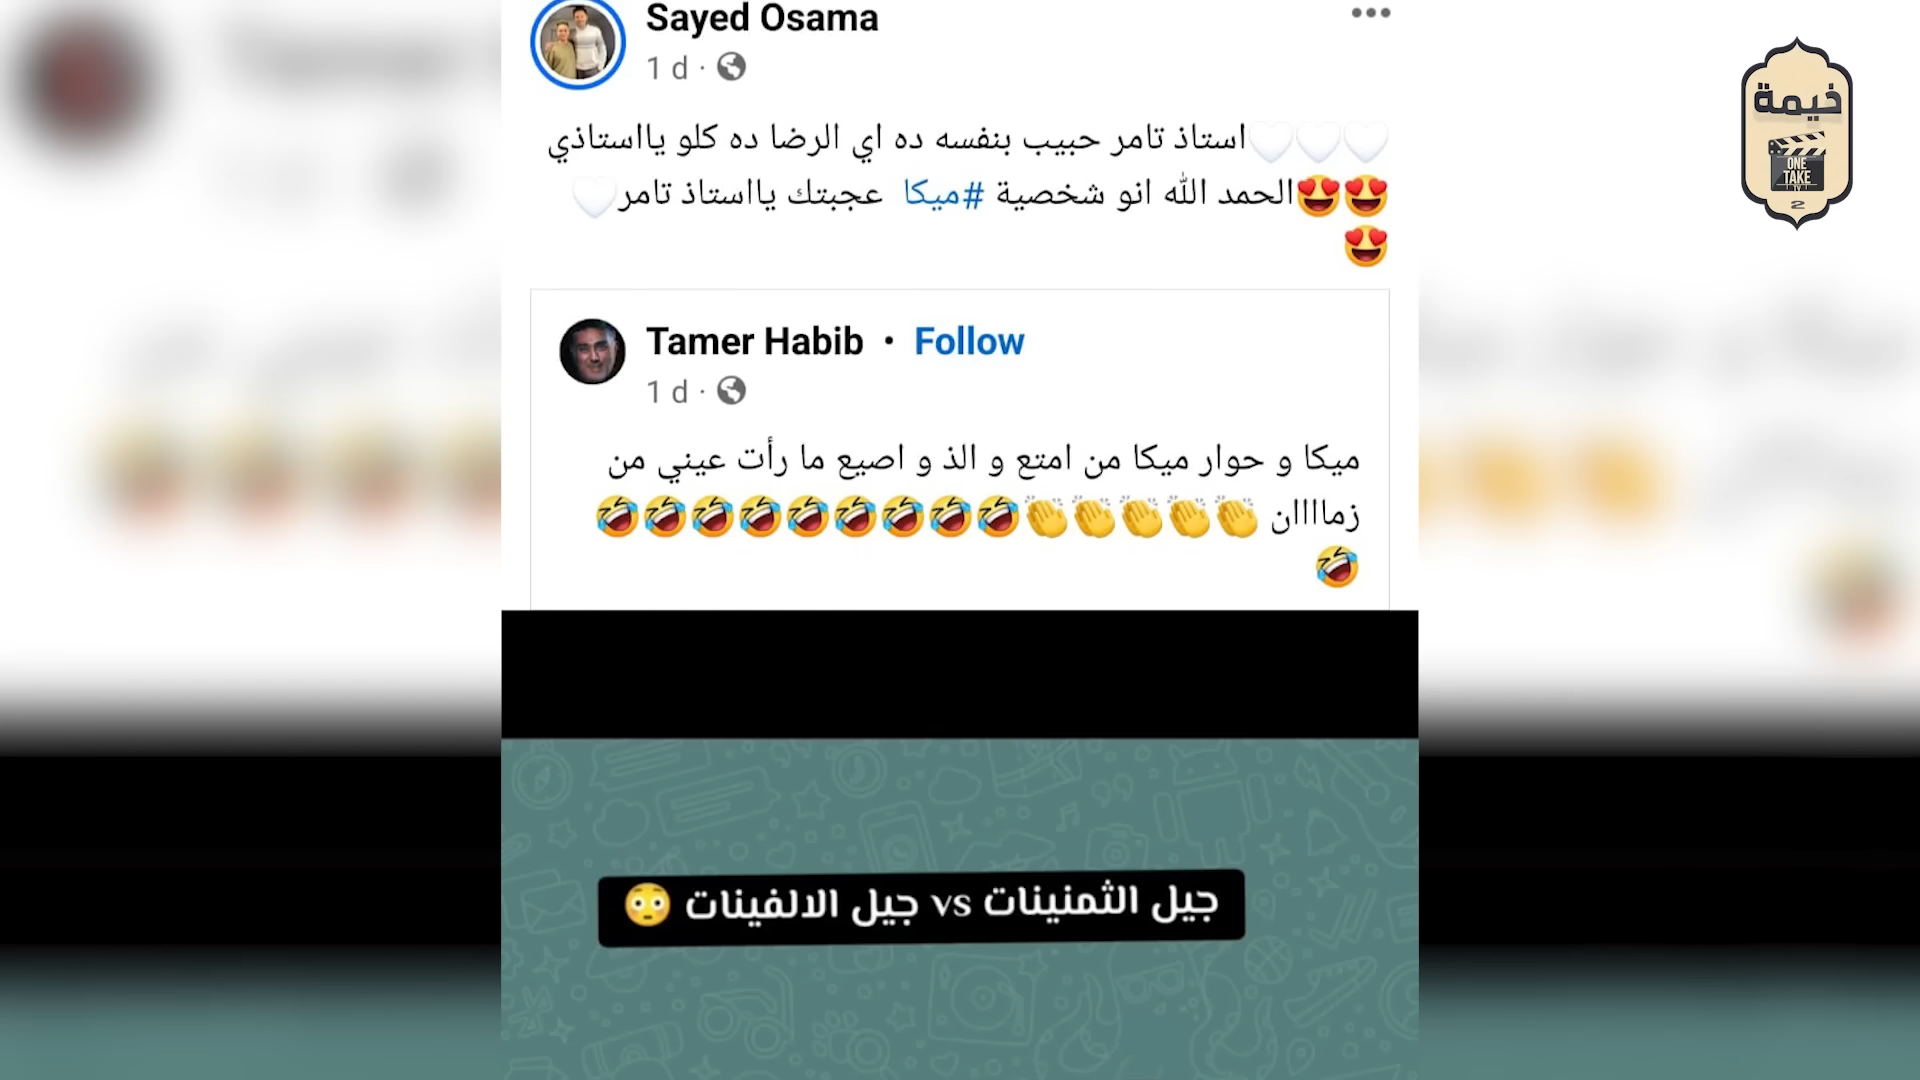 Sayed Osama
1 d ·
🤍🤍🤍استاذ تامر حبيب بنفسه ده اي الرضا ده كلو يااستاذي
😍😍الحمد الله انو شخصية #ميكا عجبتك يااستاذ تامر🤍
😍
Tamer Habib · Follow
1 d ·
ميكا و حوار ميكا من امتع و الذ و اصيع ما رأت عيني من
زماااان 👏👏👏👏👏🤣🤣🤣🤣🤣🤣🤣🤣🤣
🤣
جيل الثمنينات vs جيل الالفينات 😳
خيمة
ONE
TAKE
TV
2